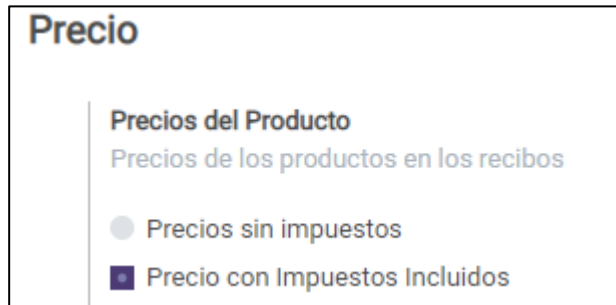 Precio
Precios del Producto
Precios de los productos en los recibos
Precios sin impuestos
Precio con Impuestos Incluidos